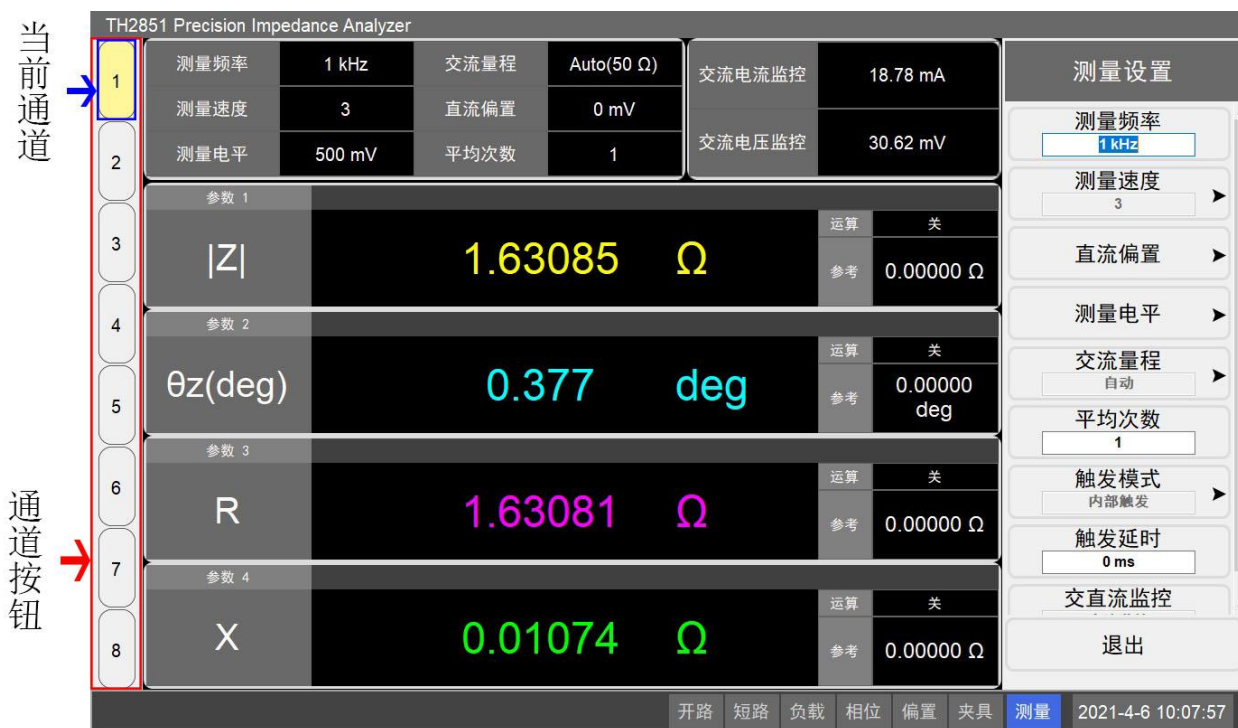 TH2851 Precision Impedance Analyzer
当前通道
通道按钮
1
2
3
4
5
6
7
8
测量频率 1 kHz 交流量程 Auto(50 Ω)
测量速度 3 直流偏置 0 mV
测量电平 500 mV 平均次数 1
交流电流监控 18.78 mA
交流电压监控 30.62 mV
参数 1
|Z| 1.63085 Ω
运算 关
参考 0.00000 Ω
参数 2
θz(deg) 0.377 deg
运算 关
参考 0.00000
deg
参数 3
R 1.63081 Ω
运算 关
参考 0.00000 Ω
参数 4
X 0.01074 Ω
运算 关
参考 0.00000 Ω
测量设置
测量频率
1 kHz
测量速度
3
直流偏置
测量电平
交流量程
自动
平均次数
1
触发模式
内部触发
触发延时
0 ms
交直流监控
退出
开路 短路 负载 相位 偏置 夹具 测量 2021-4-6 10:07:57